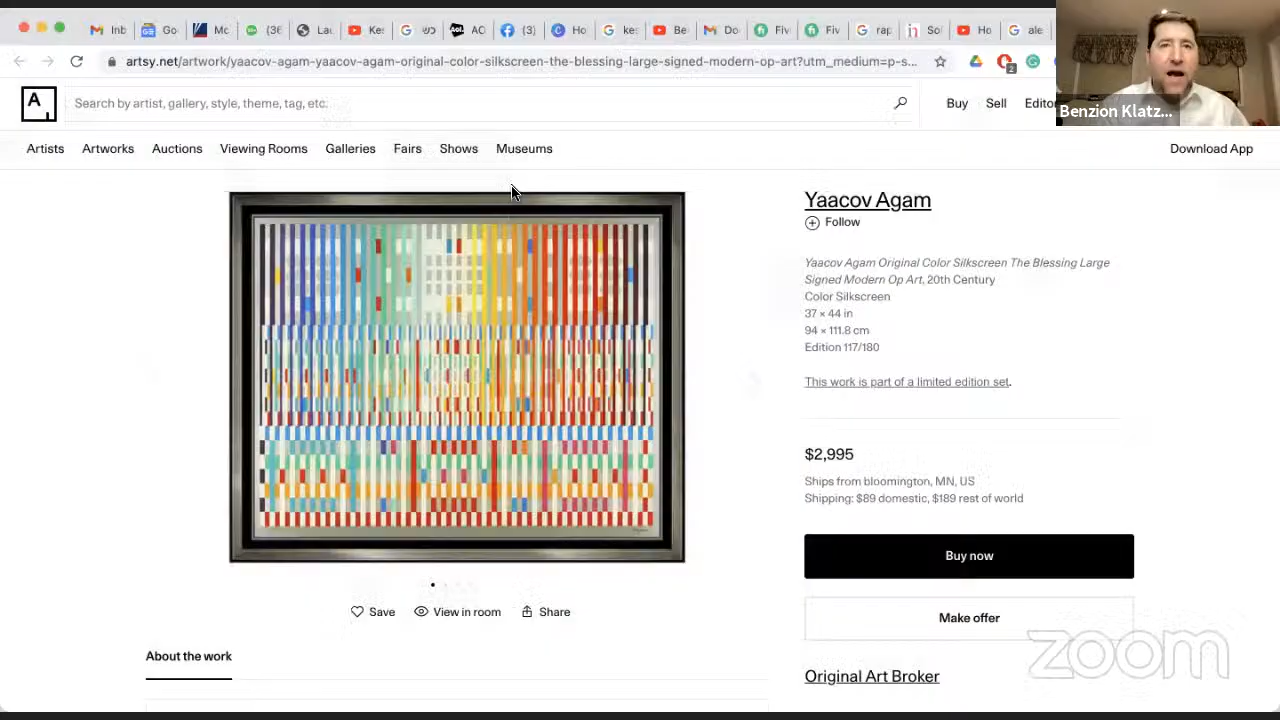 Inb
Go
Mc
(36
La
Ke
Aol.
AO
(3)
Ho
ke
Be
Do
Fiv
Fiv
rap
So
Ho
ale
artsy.net/artwork/yaacov-agam-yaacov-agam-original-color-silkscreen-the-blessing-large-signed-modern-op-art?utm_medium=p-s...
2
Benzion Klatz...
A
Search by artist, gallery, style, theme, tag, etc.
Buy
Sell
Editor
Artists
Artworks
Auctions
Viewing Rooms
Galleries
Fairs
Shows
Museums
Download App
Yaacov Agam
Follow
Yaacov Agam Original Color Silkscreen The Blessing Large
Signed Modern Op Art, 20th Century
Color Silkscreen
37 × 44 in
94 × 111.8 cm
Edition 117/180
This work is part of a limited edition set.
$2,995
Ships from bloomington, MN, US
Shipping: $89 domestic, $189 rest of world
Buy now
Make offer
Save
View in room
Share
About the work
Original Art Broker
zoom